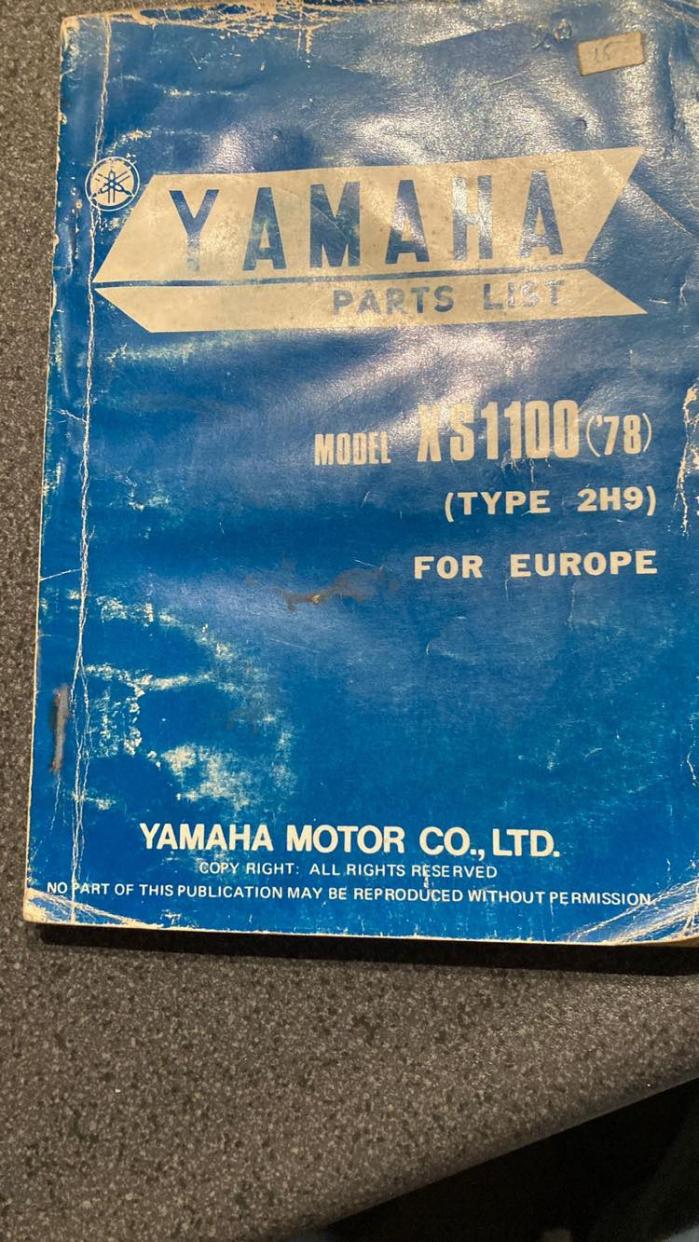 YAMAHA
PARTS LIST
MODEL XS1100 ('78)
(TYPE 2H9)
FOR EUROPE
YAMAHA MOTOR CO., LTD.
COPY RIGHT: ALL RIGHTS RESERVED
NO PART OF THIS PUBLICATION MAY BE REPRODUCED WITHOUT PERMISSION.